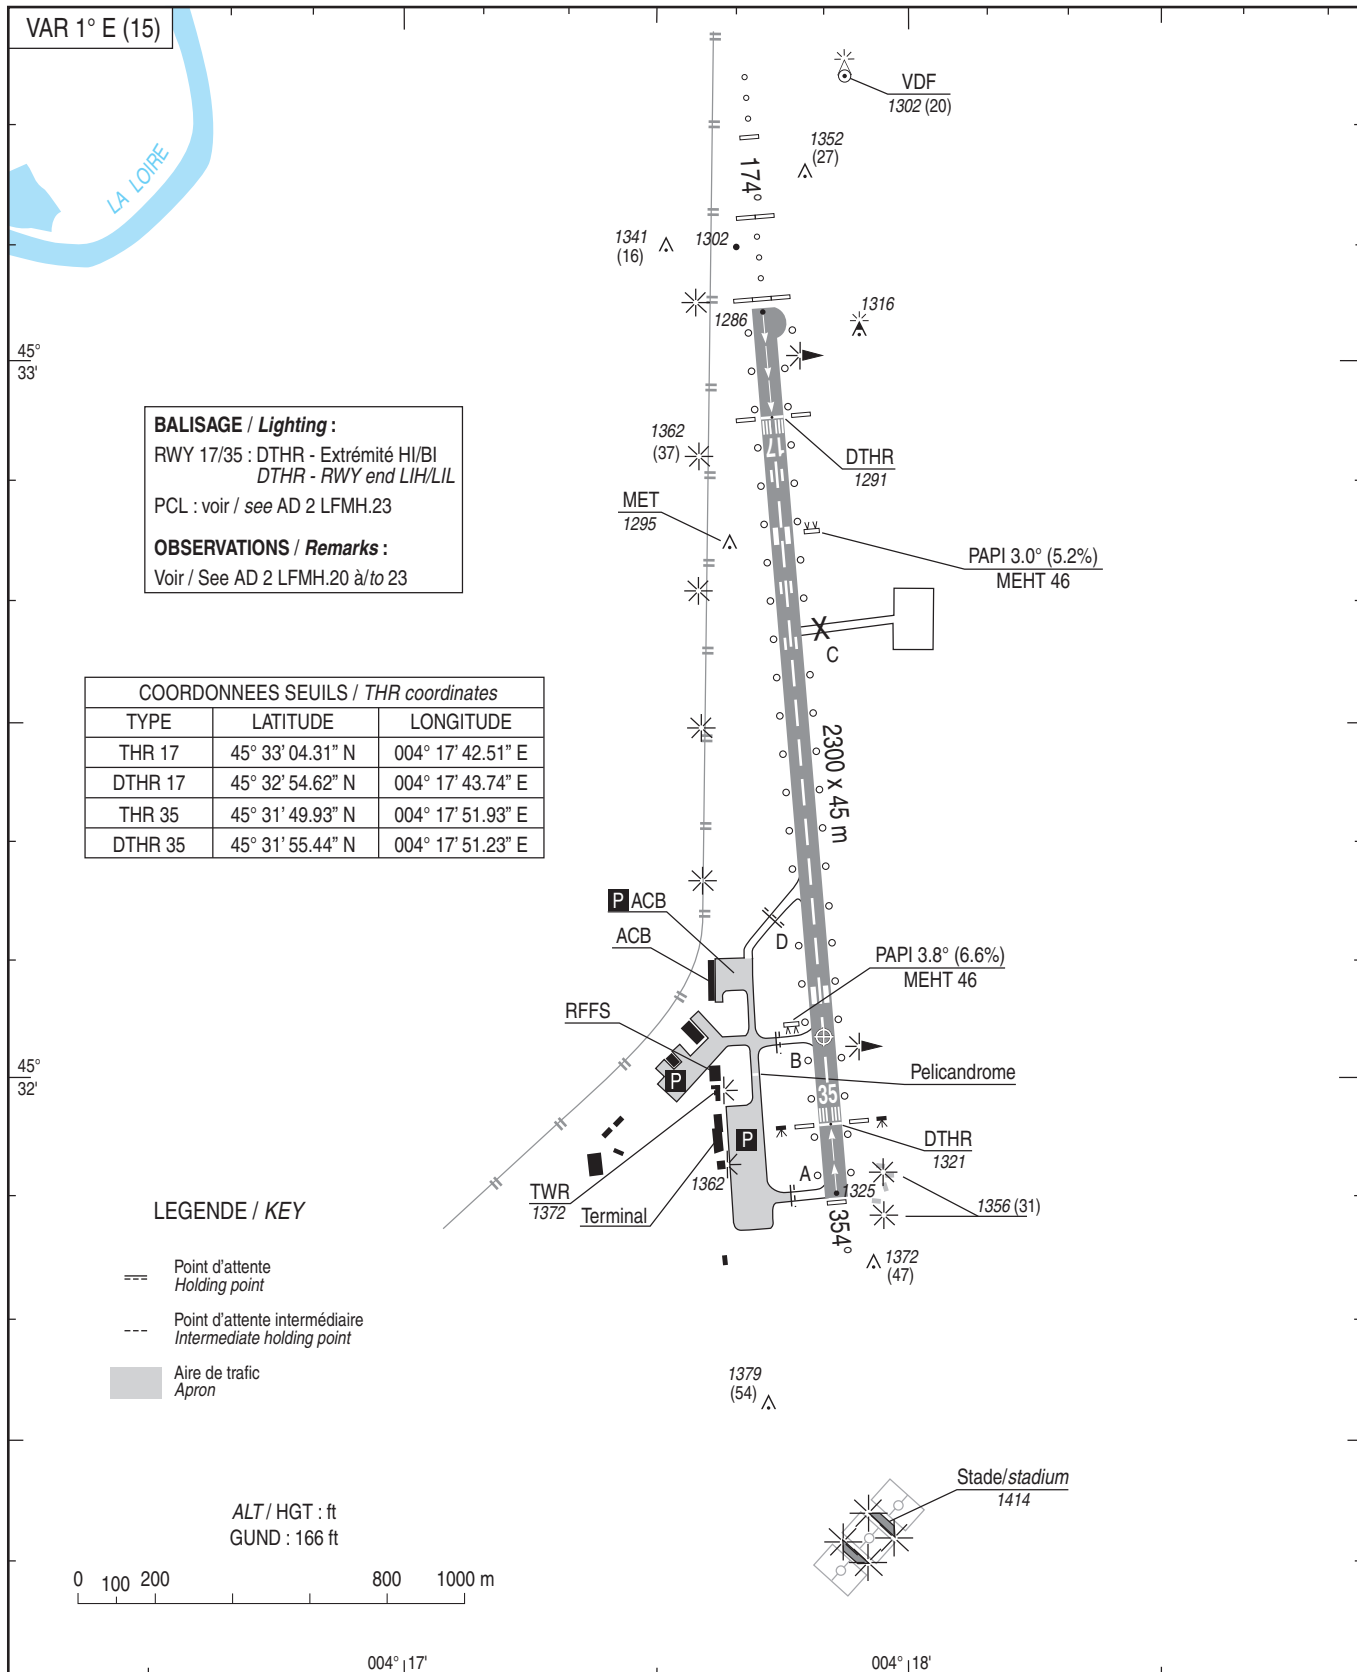 VAR 1° E (15)
LA LOIRE
VDF
1302 (20)
1352
(27)
174°
1341
(16)
1302
1286
1316
45°
33'
BALISAGE / Lighting :
RWY 17/35 : DTHR - Extrémité HI/BI
DTHR - RWY end LIH/LIL
PCL : voir / see AD 2 LFMH.23
OBSERVATIONS / Remarks :
Voir / See AD 2 LFMH.20 à/to 23
1362
(37)
17
DTHR
1291
MET
1295
PAPI 3.0° (5.2%)
MEHT 46
X
C
COORDONNEES SEUILS / THR coordinates
TYPE LATITUDE LONGITUDE
THR 17 45° 33’ 04.31” N 004° 17’ 42.51” E
DTHR 17 45° 32’ 54.62” N 004° 17’ 43.74” E
THR 35 45° 31’ 49.93” N 004° 17’ 51.93” E
DTHR 35 45° 31’ 55.44” N 004° 17’ 51.23” E
2300 x 45 m
P ACB
ACB
D
PAPI 3.8° (6.6%)
MEHT 46
RFFS
B
45°
32'
P
Pelicandrome
35
P
DTHR
1321
A
1362
1325
TWR
1372
Terminal
354°
1356 (31)
1372
(47)
LEGENDE / KEY
Point d'attente
Holding point
Point d'attente intermédiaire
Intermediate holding point
Aire de trafic
Apron
1379
(54)
Stade/stadium
1414
ALT / HGT : ft
GUND : 166 ft
0 100 200 800 1000 m
004° 17'
004° 18'